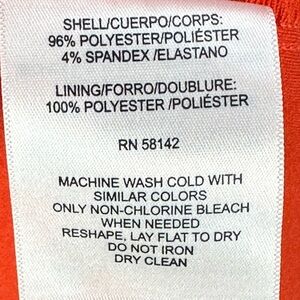 SHELL/CUERPO/CORPS:
96% POLYESTER/POLIÉSTER
4% SPANDEX /ELASTANO
LINING/FORRO/DOUBLURE:
100% POLYESTER /POLIÉSTER
RN 58142
MACHINE WASH COLD WITH
SIMILAR COLORS
ONLY NON-CHLORINE BLEACH
WHEN NEEDED
RESHAPE, LAY FLAT TO DRY
DO NOT IRON
DRY CLEAN